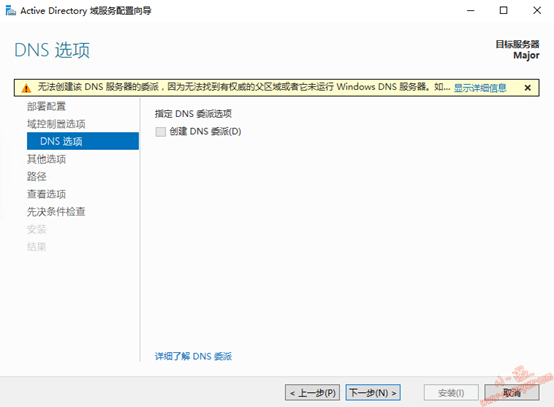 Active Directory 域服务配置向导
DNS 选项
目标服务器
Major
无法创建该 DNS 服务器的委派，因为无法找到有权威的父区域或者它未运行 Windows DNS 服务器。如... 显示详细信息
部署配置
域控制器选项
DNS 选项
其他选项
路径
查看选项
先决条件检查
安装
结果
指定 DNS 委派选项
创建 DNS 委派(D)
详细了解 DNS 委派
< 上一步(P)
下一步(N) >
安装(I)
取消